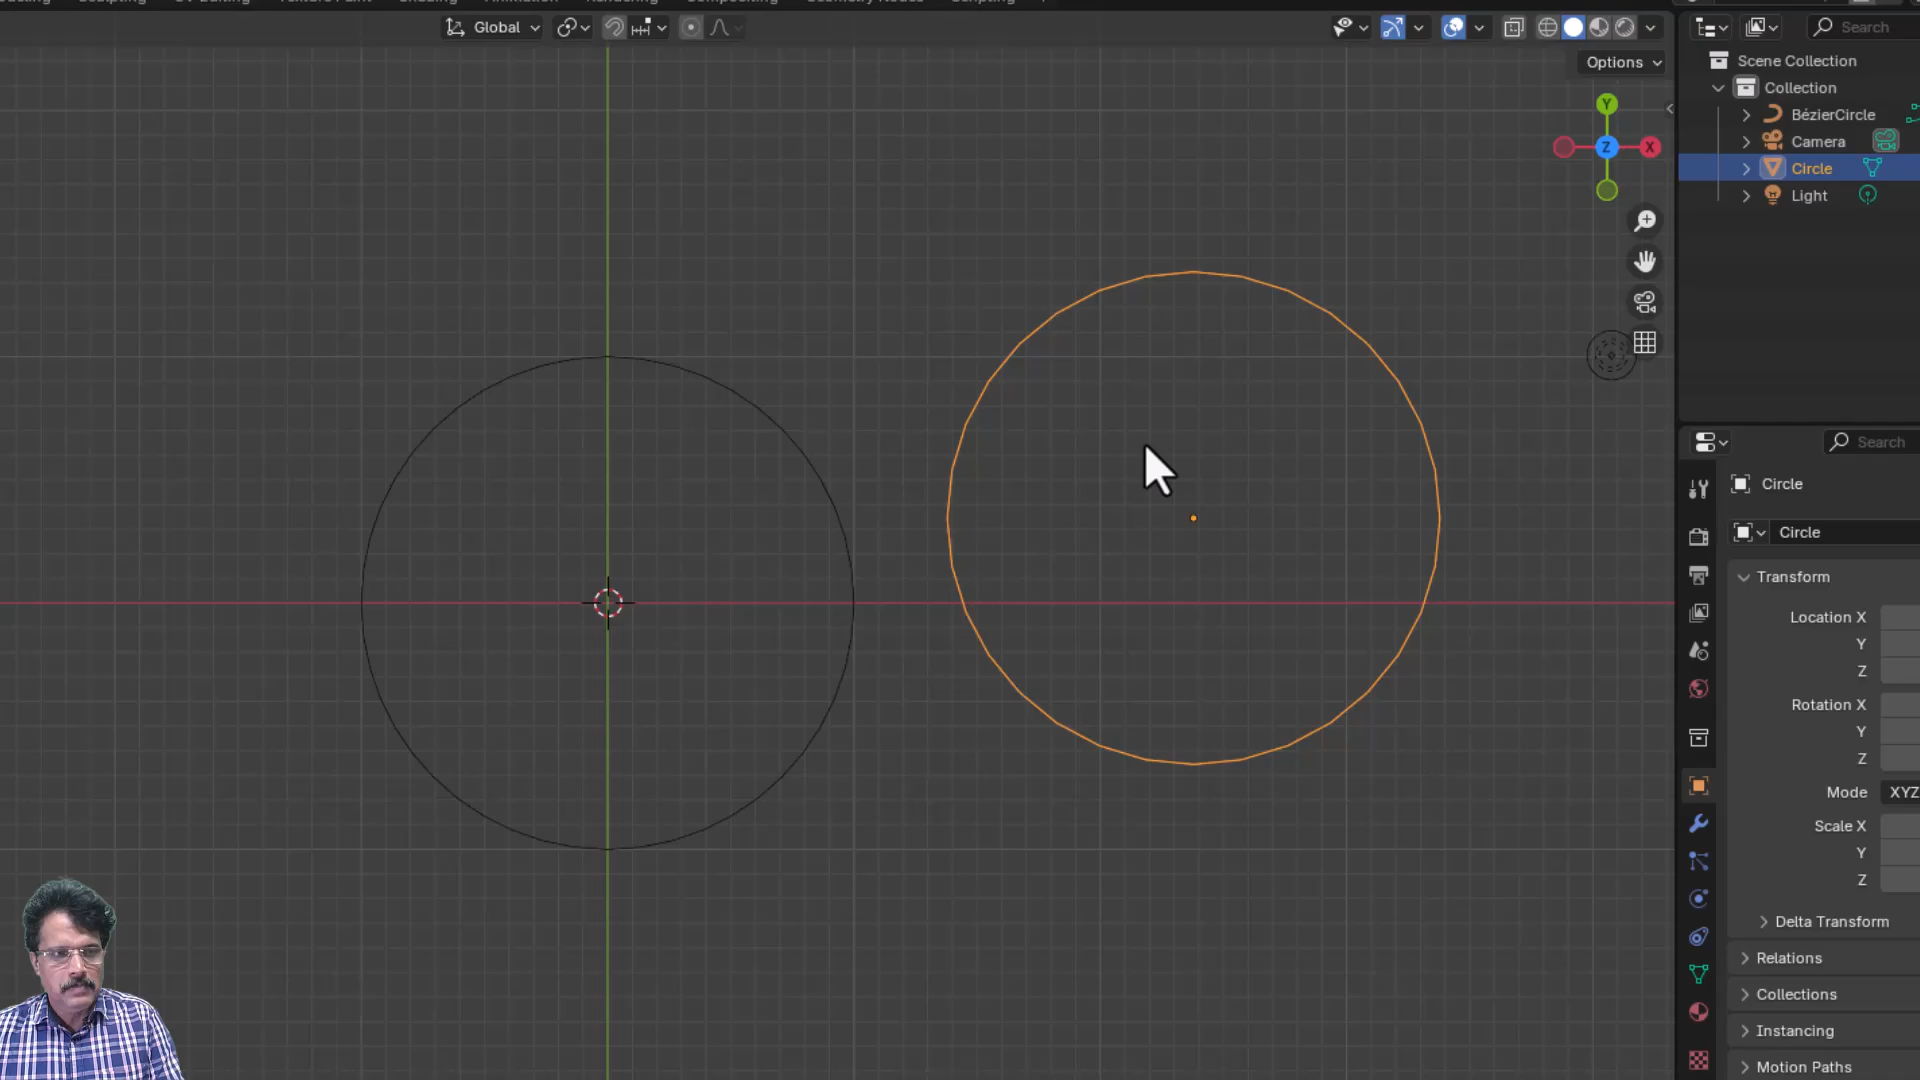 Global
Options
Y
Z
X
Search
Scene Collection
Collection
BézierCircle
Camera
Circle
Light
Search
Circle
Circle
Transform
Location X
Y
Z
Rotation X
Y
Z
Mode XYZ
Scale X
Y
Z
Delta Transform
Relations
Collections
Instancing
Motion Paths